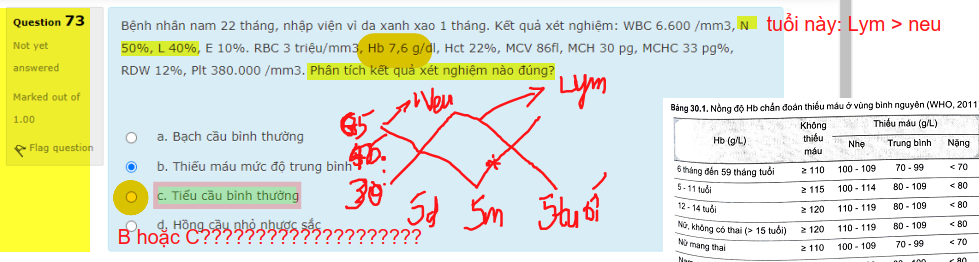 Question 73
Not yet
answered
Marked out of
1.00
Flag question
Bệnh nhân nam 22 tháng, nhập viện vì da xanh xao 1 tháng. Kết quả xét nghiệm: WBC 6.600 /mm3, N
50%, L 40%, E 10%. RBC 3 triệu/mm3, Hb 7,6 g/dl, Hct 22%, MCV 86fl, MCH 30 pg, MCHC 33 pg%,
RDW 12%, Plt 380.000 /mm3. Phân tích kết quả xét nghiệm nào đúng?
a. Bạch cầu bình thường
b. Thiếu máu mức độ trung bình
c. Tiểu cầu bình thường
d. Hồng cầu nhỏ nhược sắc
B hoặc C????????????????????
tuổi này: Lym > neu
Neu
Lym
65
30
5d
5m
5tuổi
Bảng 30.1. Nồng độ Hb chẩn đoán thiếu máu ở vùng bình nguyên (WHO, 2011
Hb (g/L) Không thiếu máu Thiếu máu (g/L)
Nhẹ Trung bình Nặng
6 tháng đến 59 tháng tuổi ≥ 110 100 - 109 70 - 99 < 70
5 - 11 tuổi ≥ 115 100 - 114 80 - 109 < 80
12 - 14 tuổi ≥ 120 110 - 119 80 - 109 < 80
Nữ, không có thai (> 15 tuổi) ≥ 120 110 - 119 80 - 109 < 80
Nữ mang thai ≥ 110 100 - 109 70 - 99 < 70
< 80